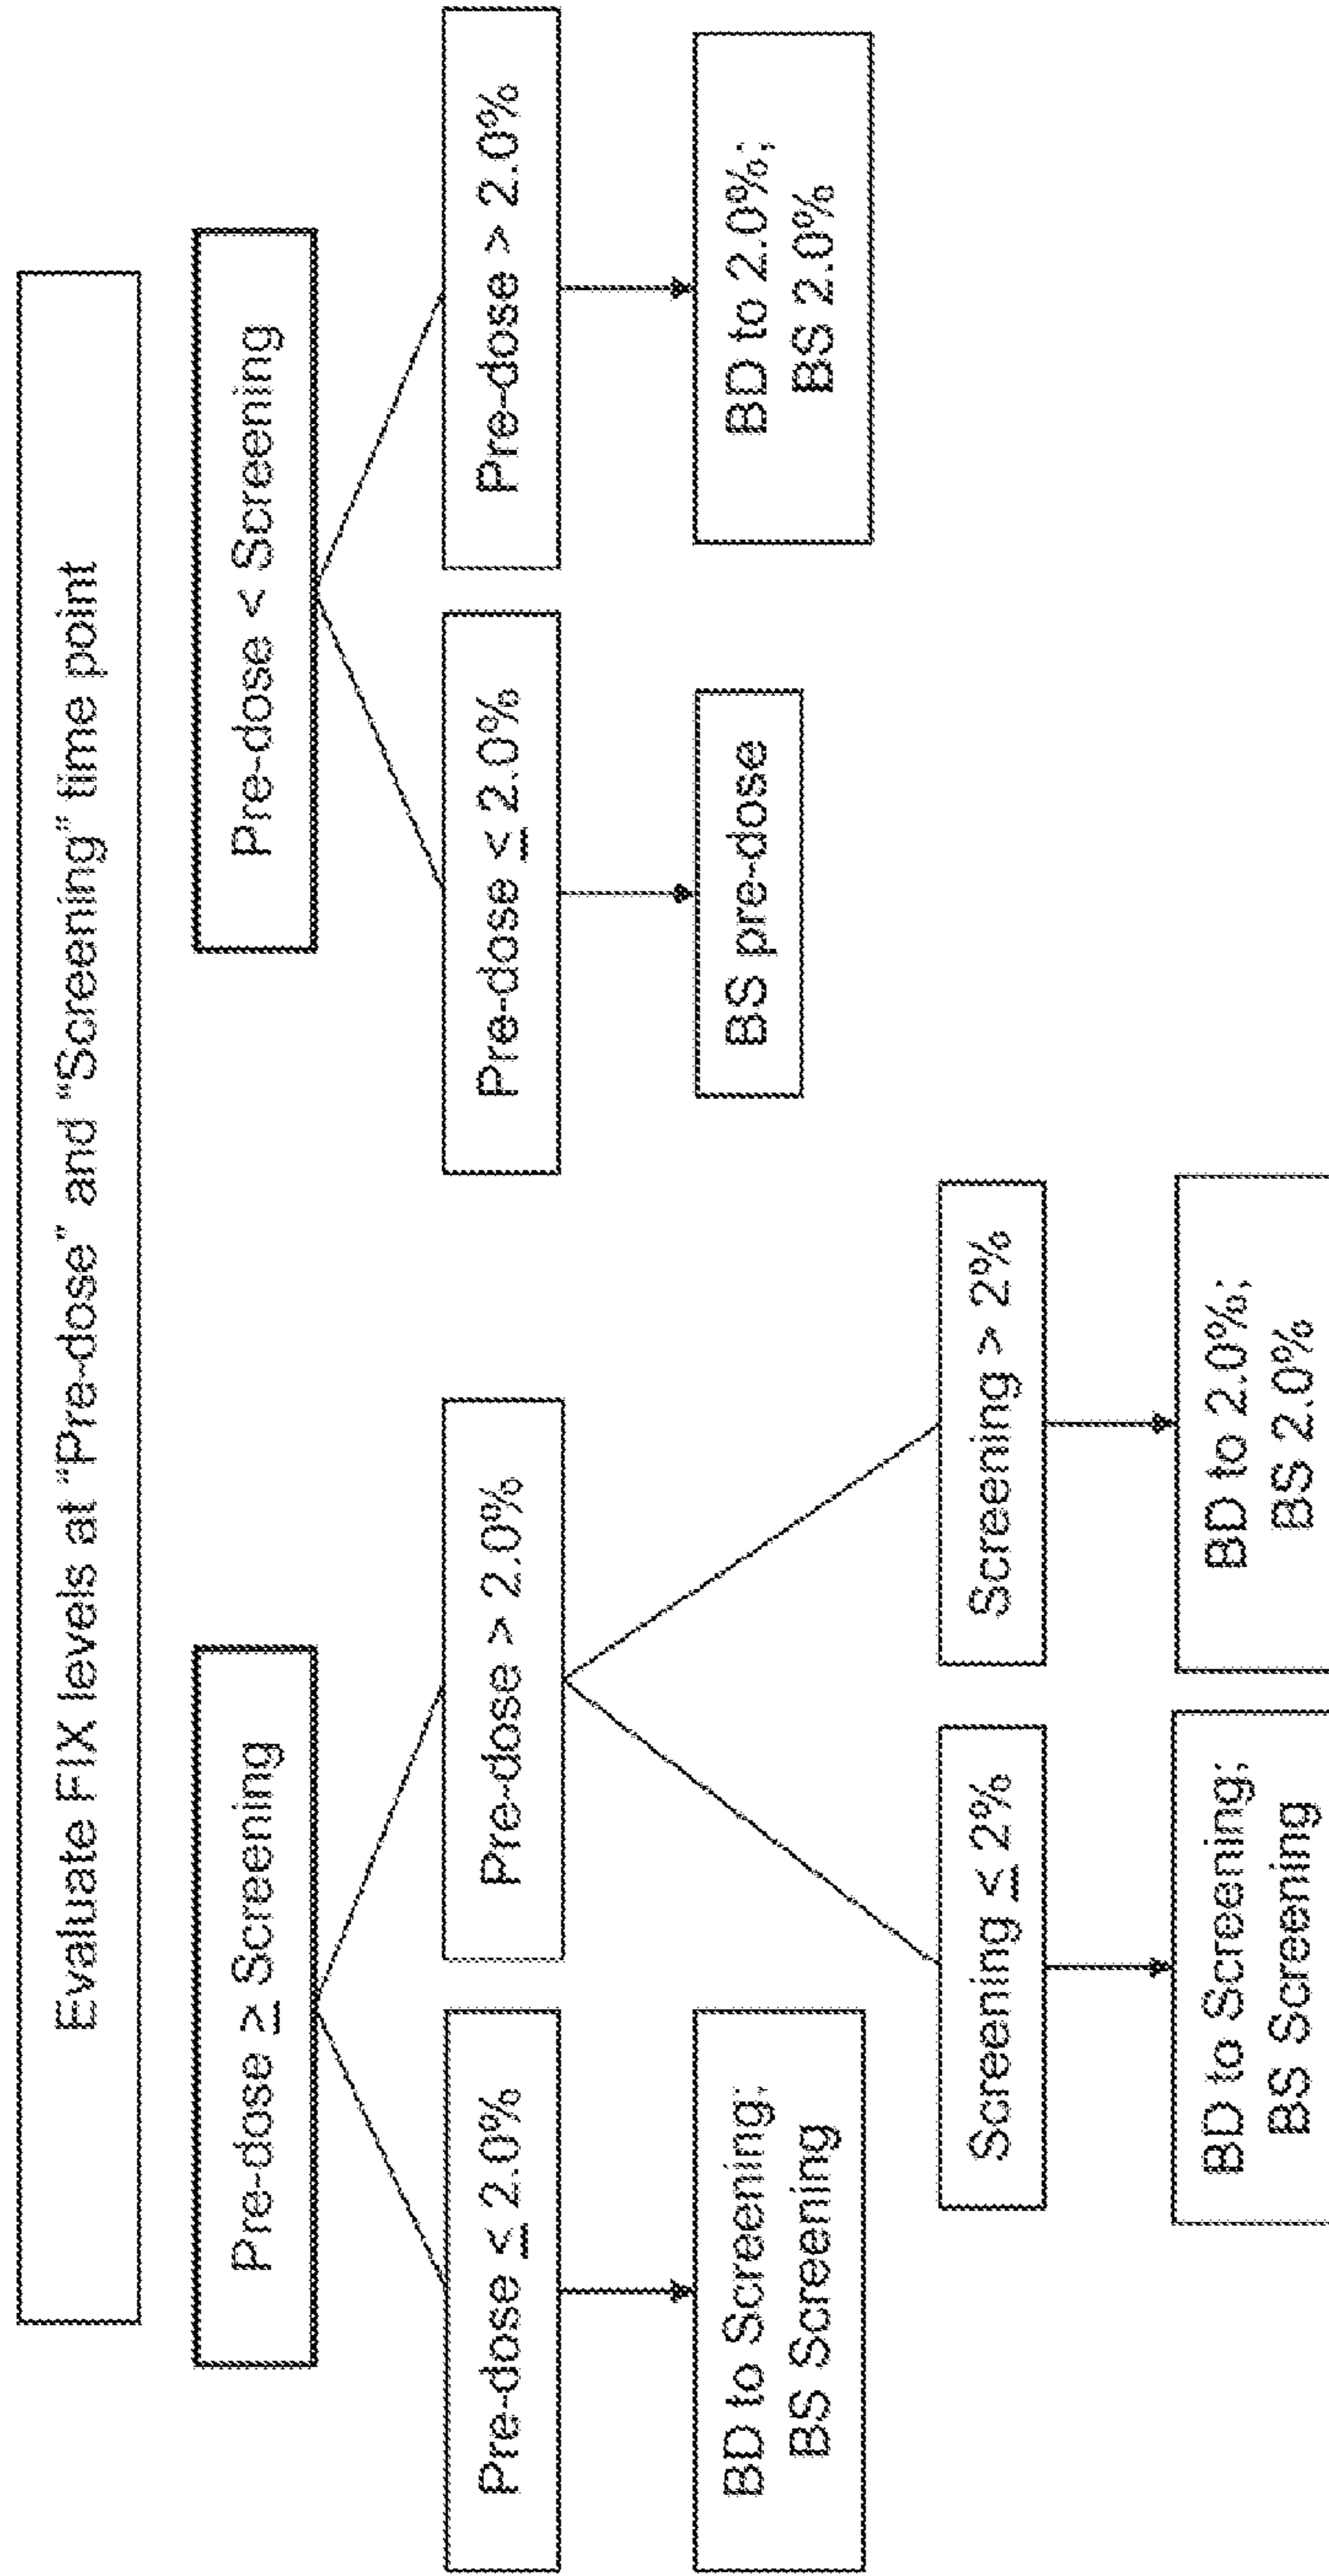 Evaluate FIX levels at "Pre-dose" and "Screening" time point
Pre-dose ≥ Screening
Pre-dose < Screening
Pre-dose ≤ 2.0%
Pre-dose > 2.0%
Pre-dose ≤ 2.0%
Pre-dose > 2.0%
BD to Screening;
BS Screening
BS pre-dose
BD to 2.0%;
BS 2.0%
Screening ≤ 2%
Screening > 2%
BD to Screening;
BS Screening
BD to 2.0%;
BS 2.0%